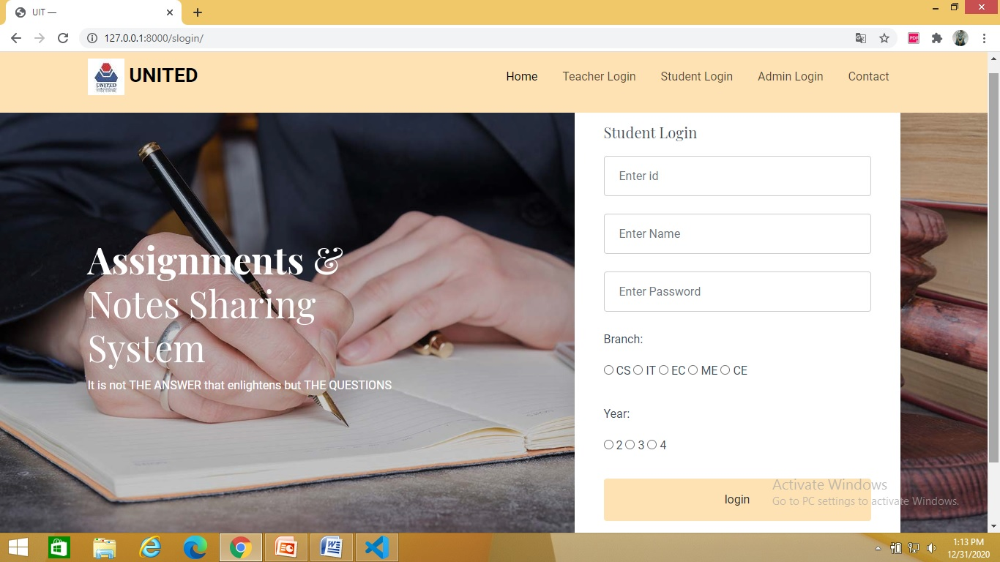 UIT —
127.0.0.1:8000/slogin/
PDF
UNITED
UNITED
Home Teacher Login Student Login Admin Login Contact
Student Login
Enter id
Enter Name
Enter Password
Branch:
CS IT EC ME CE
Year:
2 3 4
login
Assignments &
Notes Sharing
System
It is not THE ANSWER that enlightens but THE QUESTIONS
Activate Windows
Go to PC settings to activate Windows.
1:13 PM
12/31/2020